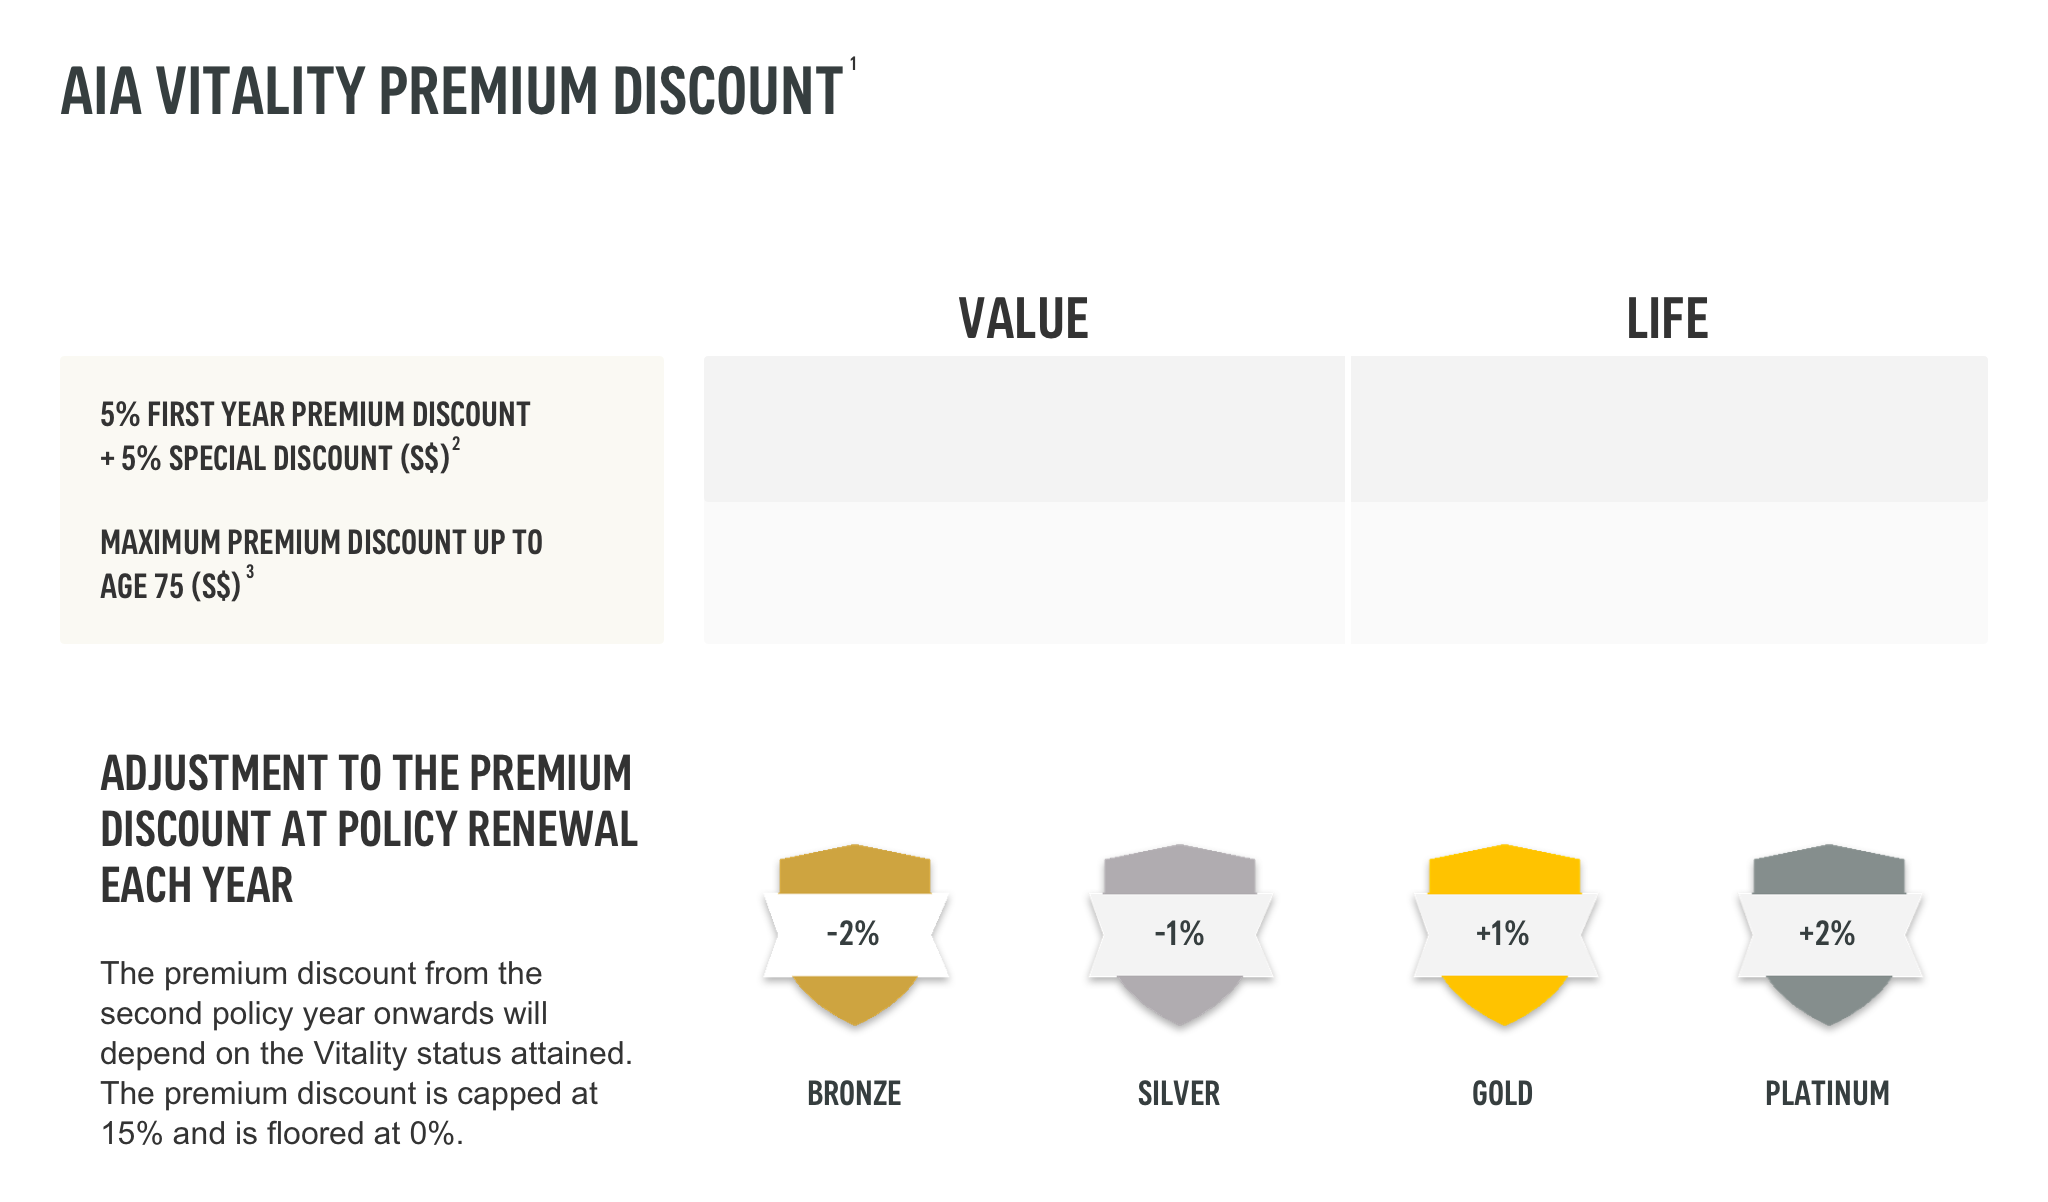 AIA VITALITY PREMIUM DISCOUNT 1
VALUE
LIFE
5% FIRST YEAR PREMIUM DISCOUNT
+ 5% SPECIAL DISCOUNT (S$) 2
MAXIMUM PREMIUM DISCOUNT UP TO
AGE 75 (S$) 3
ADJUSTMENT TO THE PREMIUM
DISCOUNT AT POLICY RENEWAL
EACH YEAR
The premium discount from the
second policy year onwards will
depend on the Vitality status attained.
The premium discount is capped at
15% and is floored at 0%.
-2%
-1%
+1%
+2%
BRONZE
SILVER
GOLD
PLATINUM